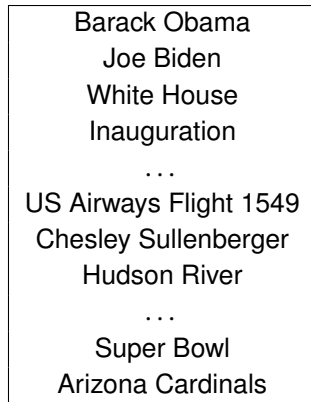 Barack Obama
Joe Biden
White House
Inauguration
. . .
US Airways Flight 1549
Chesley Sullenberger
Hudson River
. . .
Super Bowl
Arizona Cardinals